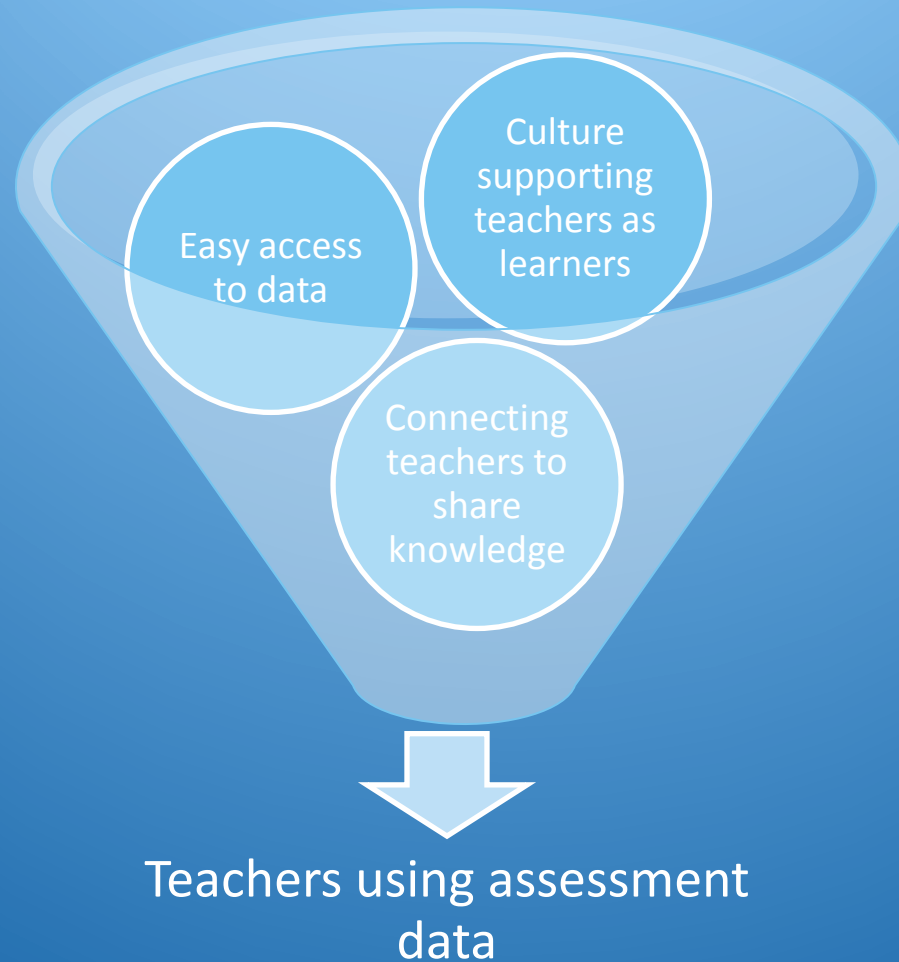 Culture
supporting
teachers as
learners
Easy access
to data
Connecting
teachers to
share
knowledge
Teachers using assessment
data